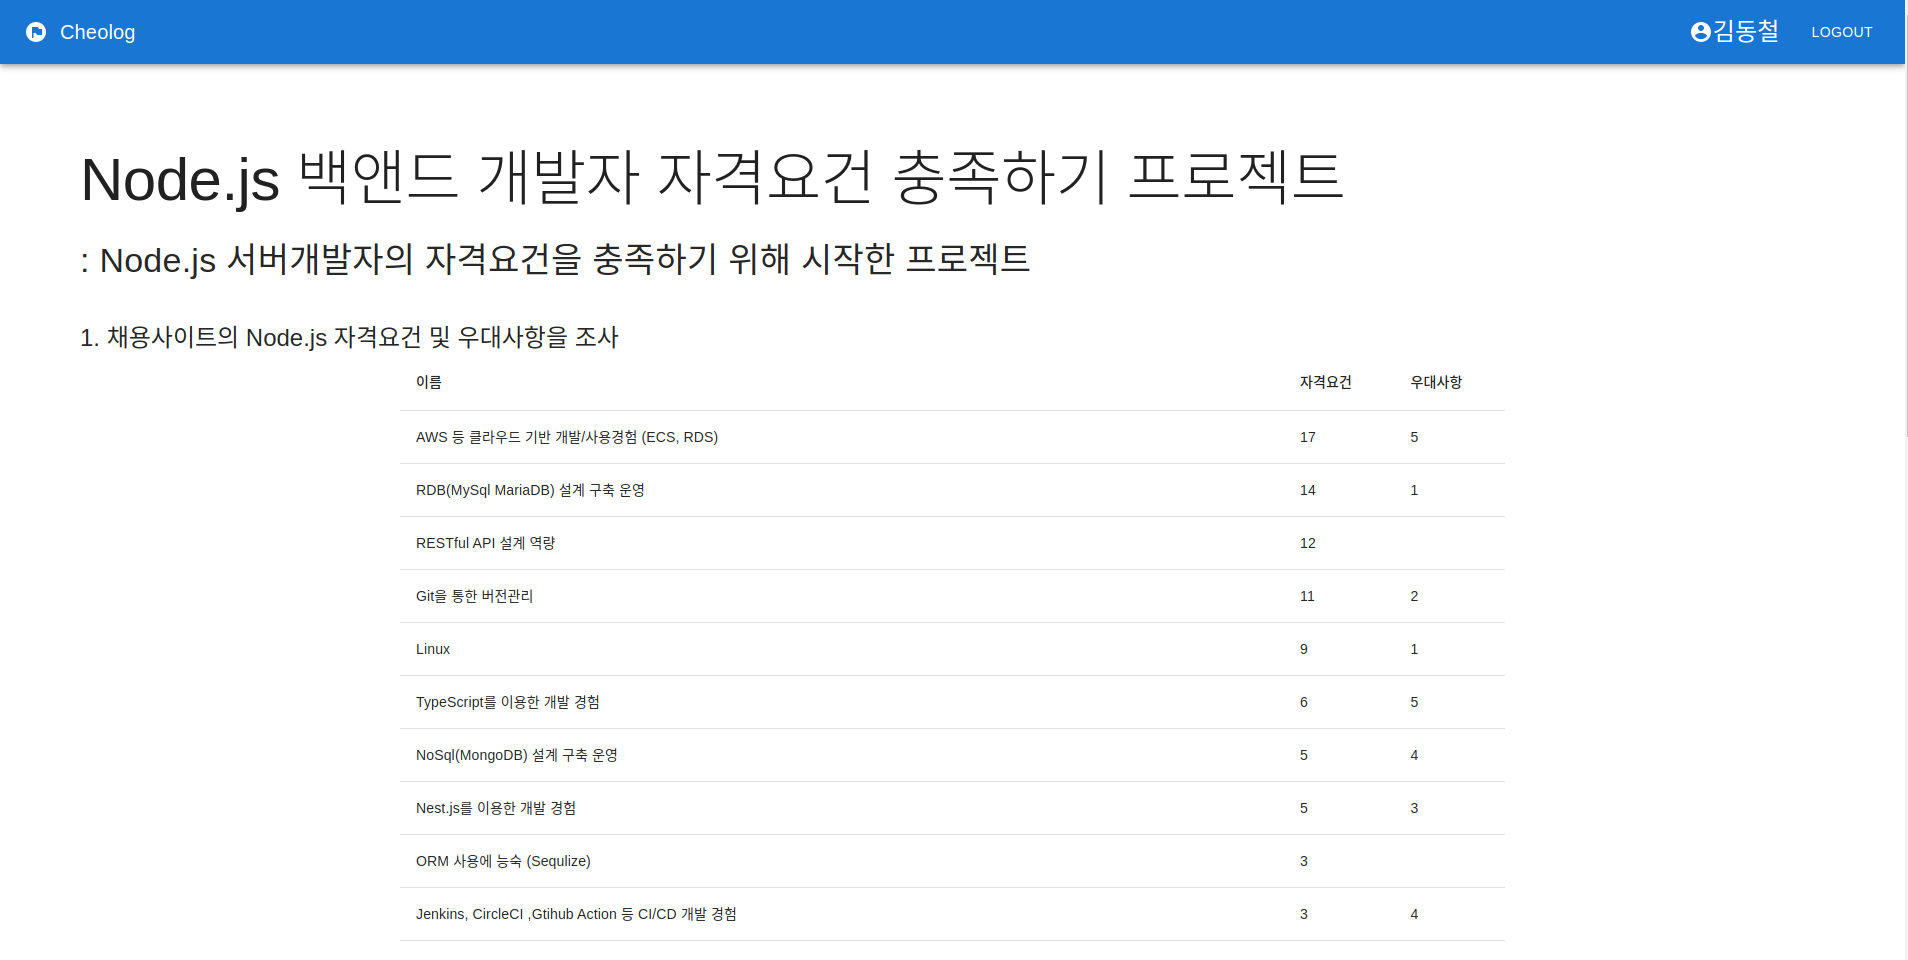 Cheolog 김동철 LOGOUT
Node.js 백앤드 개발자 자격요건 충족하기 프로젝트
: Node.js 서버개발자의 자격요건을 충족하기 위해 시작한 프로젝트
1. 채용사이트의 Node.js 자격요건 및 우대사항을 조사
이름 자격요건 우대사항
AWS 등 클라우드 기반 개발/사용경험 (ECS, RDS) 17 5
RDB(MySql MariaDB) 설계 구축 운영 14 1
RESTful API 설계 역량 12
Git을 통한 버전관리 11 2
Linux 9 1
TypeScript를 이용한 개발 경험 6 5
NoSql(MongoDB) 설계 구축 운영 5 4
Nest.js를 이용한 개발 경험 5 3
ORM 사용에 능숙 (Sequlize) 3
Jenkins, CircleCI ,Gtihub Action 등 CI/CD 개발 경험 3 4